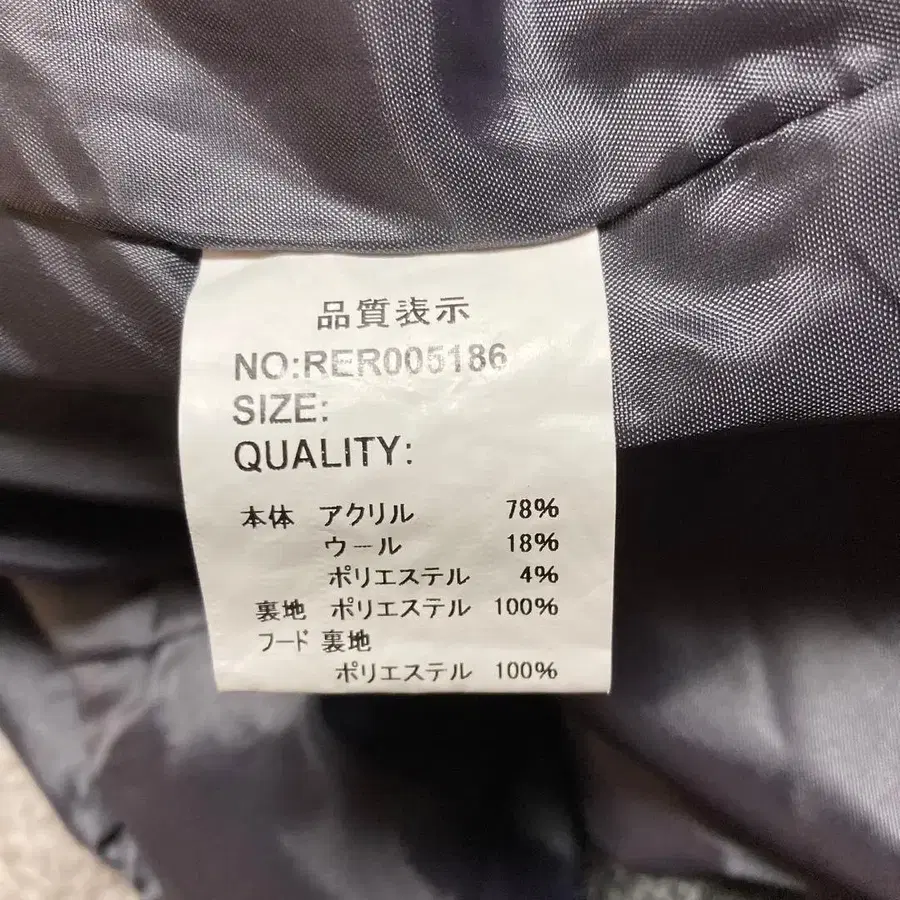 品質表示
NO:RER005186
SIZE:
QUALITY:
本体 アクリル 78%
ウール 18%
ポリエステル 4%
裏地 ポリエステル 100%
フード 裏地
ポリエステル 100%